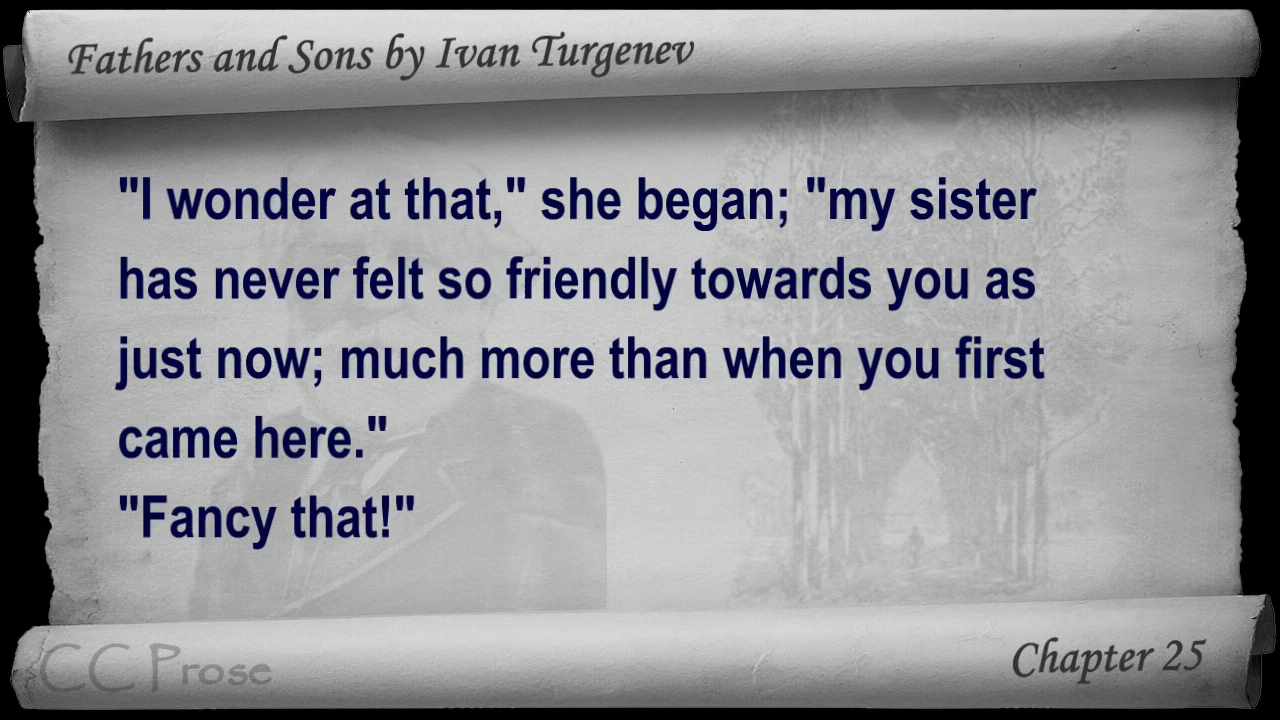 Fathers and Sons by Ivan Turgenev
"I wonder at that," she began; "my sister
has never felt so friendly towards you as
just now; much more than when you first
came here."
"Fancy that!"
CC Prose
Chapter 25